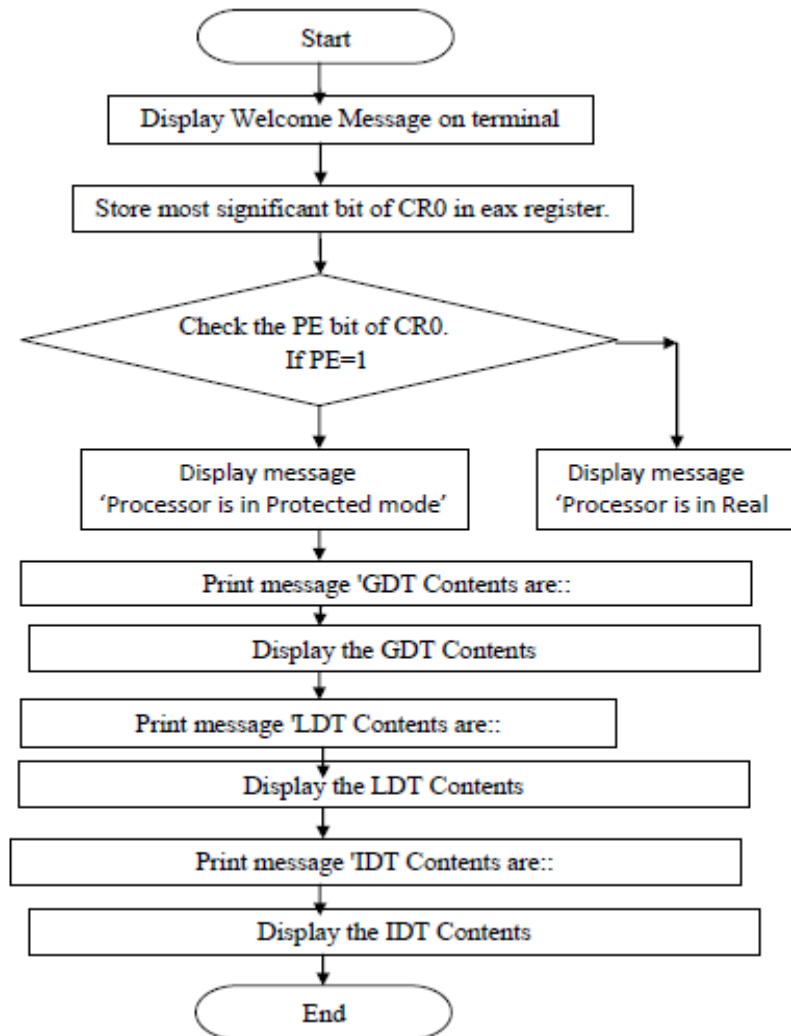 Start
Display Welcome Message on terminal
Store most significant bit of CR0 in eax register.
Check the PE bit of CR0.
If PE=1
Display message
‘Processor is in Protected mode’
Display message
‘Processor is in Real
Print message 'GDT Contents are::
Display the GDT Contents
Print message 'LDT Contents are::
Display the LDT Contents
Print message 'IDT Contents are::
Display the IDT Contents
End